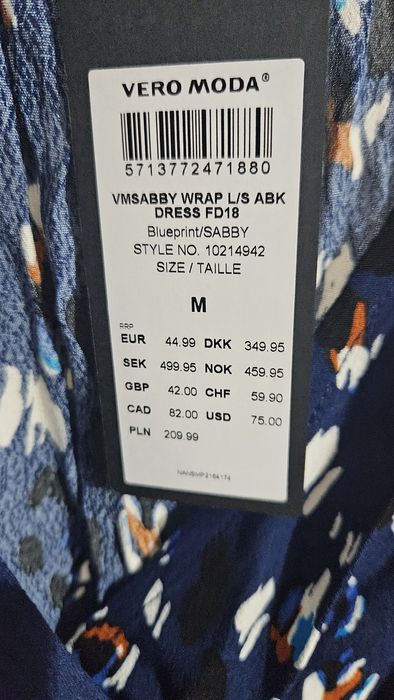 VERO MODA®
5713772471880
VMSABBY WRAP L/S ABK
DRESS FD18
Blueprint/SABBY
STYLE NO. 10214942
SIZE / TAILLE
M
RRP
EUR 44.99 DKK 349.95
SEK 499.95 NOK 459.95
GBP 42.00 CHF 59.90
CAD 82.00 USD 75.00
PLN 209.99
NANSMP2164174